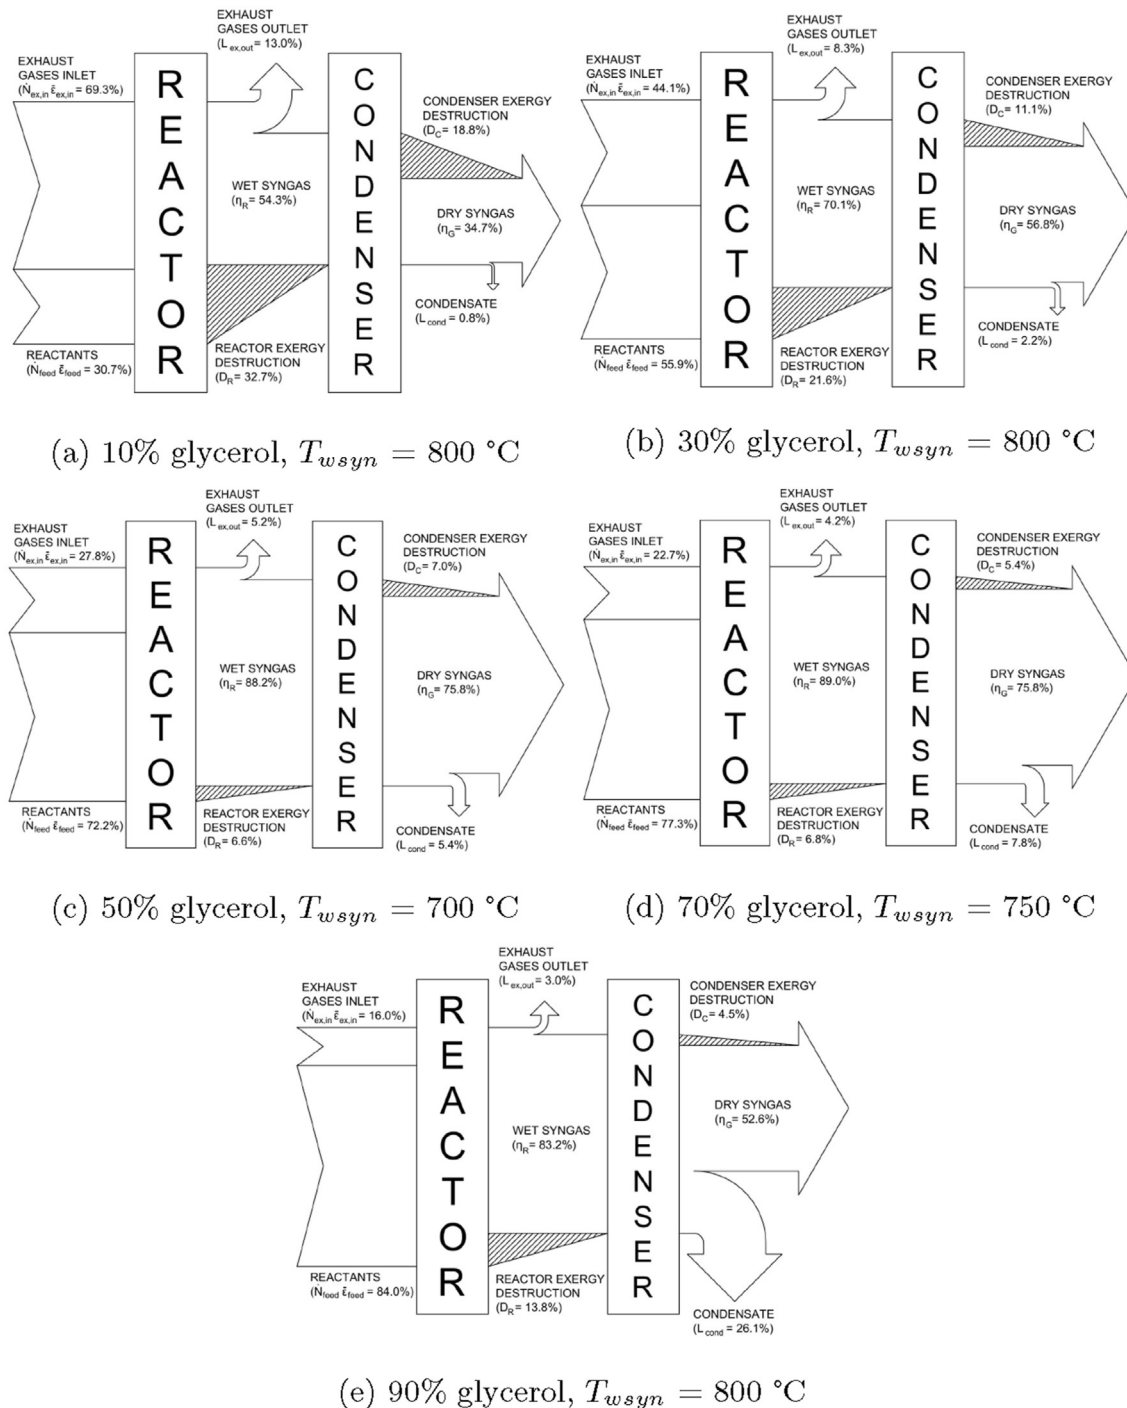 EXHAUST
GASES OUTLET
(L ex,out = 13.0%)
EXHAUST
GASES INLET
(Ṅex,in ε̄ex,in = 69.3%)
REACTOR
CONDENSER
CONDENSER EXERGY
DESTRUCTION
(DC = 18.8%)
WET SYNGAS
(ηR = 54.3%)
DRY SYNGAS
(ηG = 34.7%)
CONDENSATE
(Lcond = 0.8%)
REACTANTS
(Ṅfeed ε̄feed = 30.7%)
REACTOR EXERGY
DESTRUCTION
(DR = 32.7%)
(a) 10% glycerol, Twsyn = 800 °C
EXHAUST
GASES OUTLET
(Lex,out = 8.3%)
EXHAUST
GASES INLET
(Ṅex,in ε̄ex,in = 44.1%)
REACTOR
CONDENSER
CONDENSER EXERGY
DESTRUCTION
(DC = 11.1%)
WET SYNGAS
(ηR = 70.1%)
DRY SYNGAS
(ηG = 56.8%)
CONDENSATE
(Lcond = 2.2%)
REACTANTS
(Ṅfeed ε̄feed = 55.9%)
REACTOR EXERGY
DESTRUCTION
(DR = 21.6%)
(b) 30% glycerol, Twsyn = 800 °C
EXHAUST
GASES OUTLET
(Lex,out = 5.2%)
EXHAUST
GASES INLET
(Ṅex,in ε̄ex,in = 27.8%)
REACTOR
CONDENSER
CONDENSER EXERGY
DESTRUCTION
(DC = 7.0%)
WET SYNGAS
(ηR = 88.2%)
DRY SYNGAS
(ηG = 75.8%)
REACTANTS
(Ṅfeed ε̄feed = 72.2%)
REACTOR EXERGY
DESTRUCTION
(DR = 6.6%)
CONDENSATE
(Lcond = 5.4%)
(c) 50% glycerol, Twsyn = 700 °C
EXHAUST
GASES OUTLET
(Lex,out = 4.2%)
EXHAUST
GASES INLET
(Ṅex,in ε̄ex,in = 22.7%)
REACTOR
CONDENSER
CONDENSER EXERGY
DESTRUCTION
(DC = 5.4%)
WET SYNGAS
(ηR = 89.0%)
DRY SYNGAS
(ηG = 75.8%)
REACTANTS
(Ṅfeed ε̄feed = 77.3%)
REACTOR EXERGY
DESTRUCTION
(DR = 6.8%)
CONDENSATE
(Lcond = 7.8%)
(d) 70% glycerol, Twsyn = 750 °C
EXHAUST
GASES OUTLET
(L ex,out = 3.0%)
EXHAUST
GASES INLET
(Ṅex,in ε̄ex,in = 16.0%)
REACTOR
CONDENSER
CONDENSER EXERGY
DESTRUCTION
(DC = 4.5%)
WET SYNGAS
(ηR = 83.2%)
DRY SYNGAS
(ηG = 52.6%)
REACTANTS
(Ṅfeed ε̄feed = 84.0%)
REACTOR EXERGY
DESTRUCTION
(DR = 13.8%)
CONDENSATE
(Lcond = 26.1%)
(e) 90% glycerol, Twsyn = 800 °C